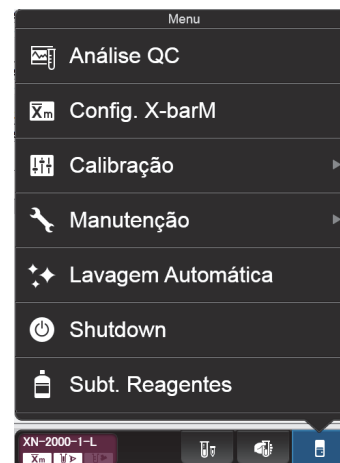 Menu
Análise QC
X̅m Config. X-barM
Calibração
Manutenção
Lavagem Automática
Shutdown
Subt. Reagentes
XN-2000-1-L
X̅m